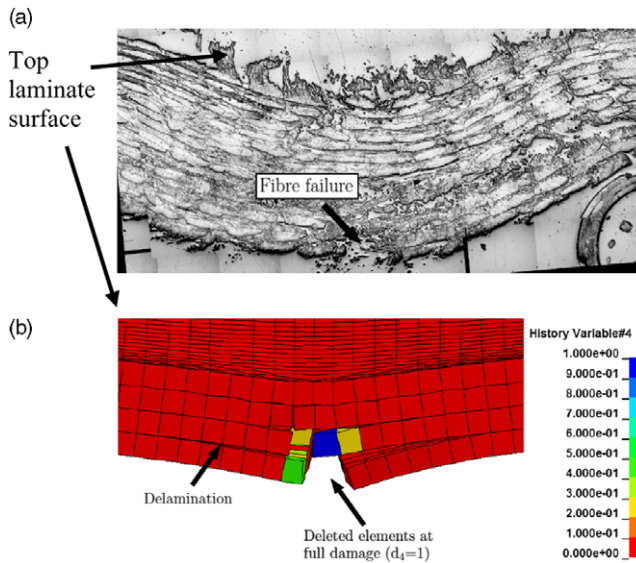 (a)
Top
laminate
surface
Fibre failure
(b)
History Variable#4
1.000e+00
9.000e-01
8.000e-01
7.000e-01
6.000e-01
5.000e-01
4.000e-01
3.000e-01
2.000e-01
1.000e-01
0.000e+00
Delamination
Deleted elements at
full damage (d₄=1)